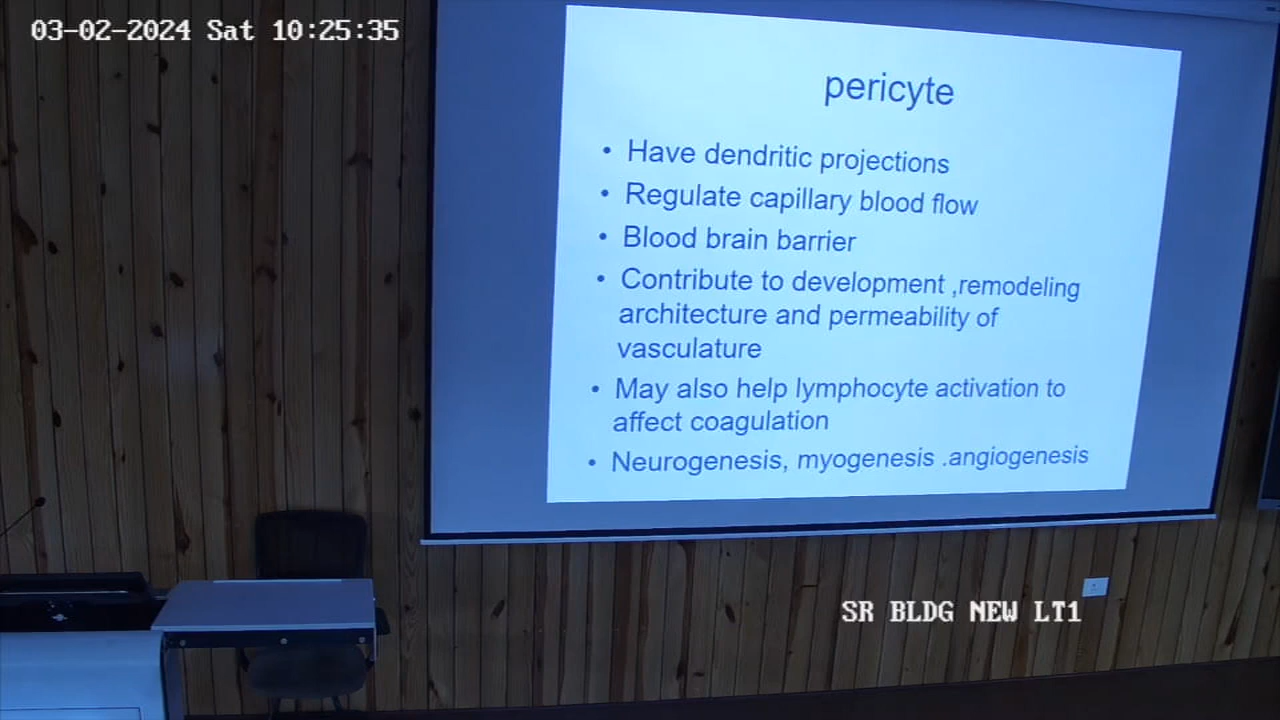 03-02-2024 Sat 10:25:35
pericyte
• Have dendritic projections
• Regulate capillary blood flow
• Blood brain barrier
• Contribute to development ,remodeling
architecture and permeability of
vasculature
• May also help lymphocyte activation to
affect coagulation
• Neurogenesis, myogenesis .angiogenesis
SR BLDG NEW LT1